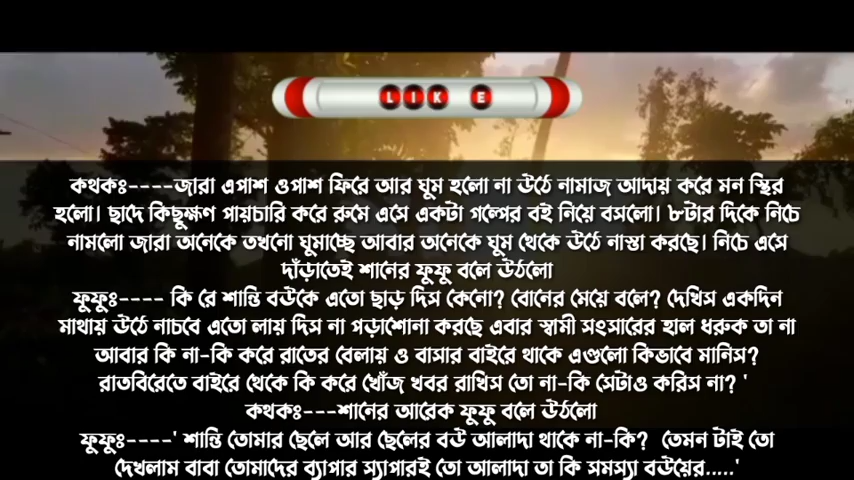 LIKE
কথকঃ----জারা এপাশ ওপাশ ফিরে আর ঘুম হলো না উঠে নামাজ আদায় করে মন স্থির
হলো। ছাদে কিছুক্ষণ পায়চারি করে রুমে এসে একটা গল্পের বই নিয়ে বসলো। ৮টার দিকে নিচে
নামলো জারা অনেকে তখনো ঘুমাচ্ছে আবার অনেকে ঘুম থেকে উঠে নাস্তা করছে। নিচে এসে
দাঁড়াতেই শানের ফুফু বলে উঠলো
ফুফুঃ---- কি রে শান্তি বউকে এতো ছাড় দিস কেনো? বোনের মেয়ে বলে? দেখিস একদিন
মাথায় উঠে নাচবে এতো লায় দিস না পড়াশোনা করছে এবার স্বামী সংসারের হাল ধরুক তা না
আবার কি না-কি করে রাতের বেলায় ও বাসার বাইরে থাকে এগুলো কিভাবে মানিস?
রাতবিরেতে বাইরে থেকে কি করে খোঁজ খবর রাখিস তো না-কি সেটাও করিস না? '
কথকঃ---শানের আরেক ফুফু বলে উঠলো
ফুফুঃ----' শান্তি তোমার ছেলে আর ছেলের বউ আলাদা থাকে না-কি? তেমন টাই তো
দেখলাম বাবা তোমাদের ব্যাপার স্যাপারই তো আলাদা তা কি সমস্যা বউয়ের.....'